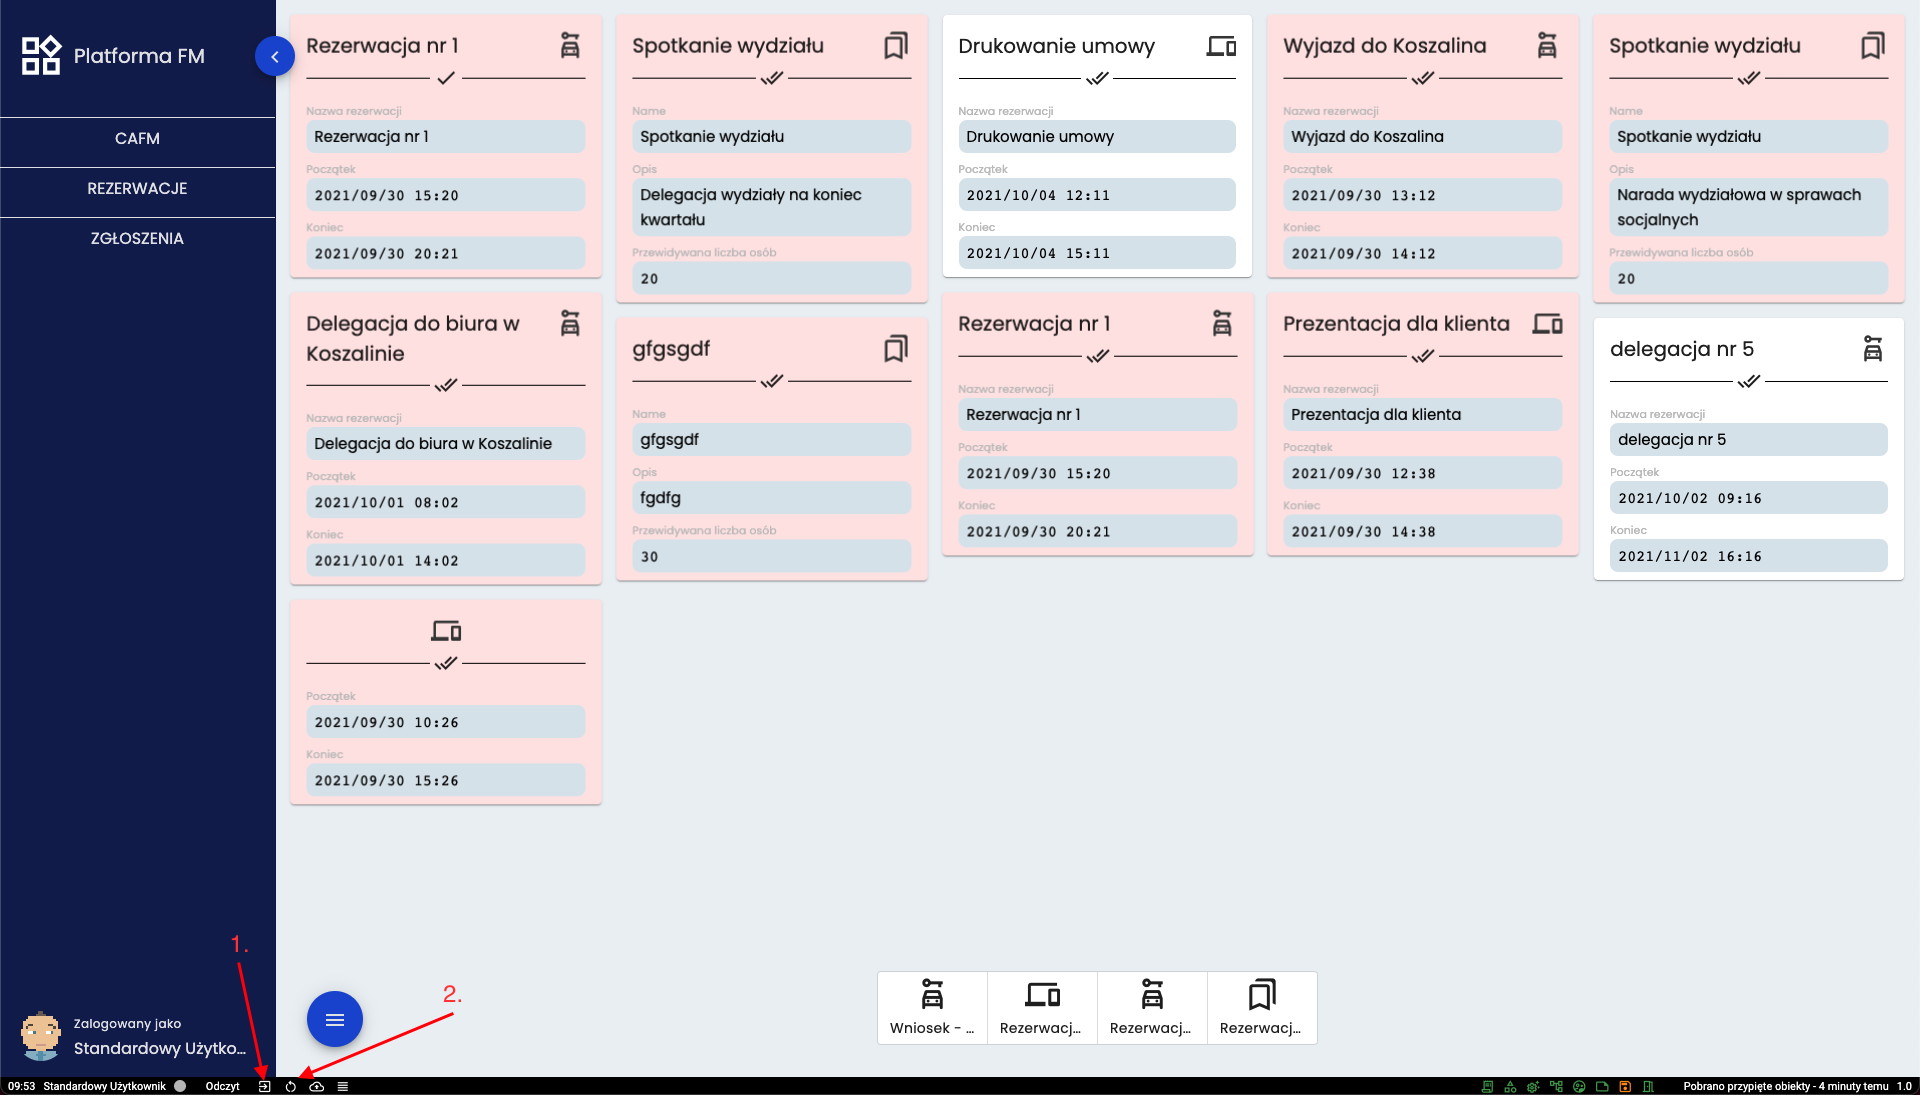 Platforma FM
CAFM
REZERWACJE
ZGŁOSZENIA
Rezerwacja nr 1
Nazwa rezerwacji
Rezerwacja nr 1
Początek
2021/09/30 15:20
Koniec
2021/09/30 20:21
Delegacja do biura w
Koszalinie
Nazwa rezerwacji
Delegacja do biura w Koszalinie
Początek
2021/10/01 08:02
Koniec
2021/10/01 14:02
Początek
2021/09/30 10:26
Koniec
2021/09/30 15:26
Spotkanie wydziału
Name
Spotkanie wydziału
Opis
Delegacja wydziały na koniec
kwartału
Przewidywana liczba osób
20
gfgsgdf
Name
gfgsgdf
Opis
fgdfg
Przewidywana liczba osób
30
Drukowanie umowy
Nazwa rezerwacji
Drukowanie umowy
Początek
2021/10/04 12:11
Koniec
2021/10/04 15:11
Rezerwacja nr 1
Nazwa rezerwacji
Rezerwacja nr 1
Początek
2021/09/30 15:20
Koniec
2021/09/30 20:21
Wyjazd do Koszalina
Nazwa rezerwacji
Wyjazd do Koszalina
Początek
2021/09/30 13:12
Koniec
2021/09/30 14:12
Prezentacja dla klienta
Nazwa rezerwacji
Prezentacja dla klienta
Początek
2021/09/30 12:38
Koniec
2021/09/30 14:38
Spotkanie wydziału
Name
Spotkanie wydziału
Opis
Narada wydziałowa w sprawach
socjalnych
Przewidywana liczba osób
20
delegacja nr 5
Nazwa rezerwacji
delegacja nr 5
Początek
2021/10/02 09:16
Koniec
2021/11/02 16:16
1.
2.
Zalogowany jako
Standardowy Użytko...
Wniosek - ...
Rezerwacj...
Rezerwacj...
Rezerwacj...
09:53 Standardowy Użytkownik Odczyt
Pobrano przypięte obiekty - 4 minuty temu 1.0